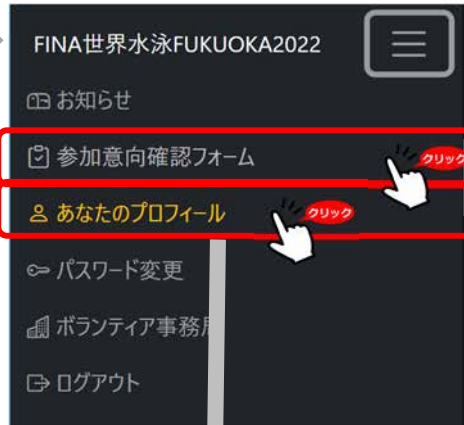 FINA世界水泳FUKUOKA2022
お知らせ
参加意向確認フォーム
クリック
あなたのプロフィール
クリック
パスワード変更
ボランティア事務局
ログアウト